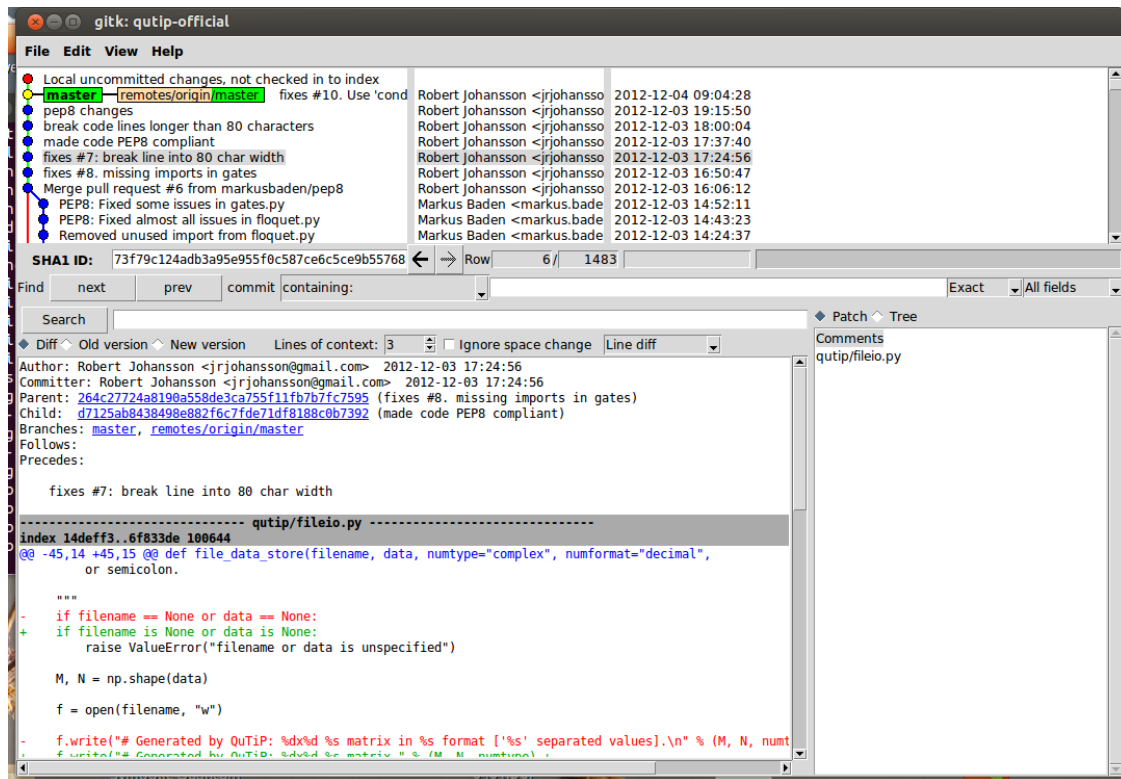 gitk: qutip-official
File Edit View Help
Local uncommitted changes, not checked in to index
master remotes/origin/master fixes #10. Use 'cond Robert Johansson <jrjohansso 2012-12-04 09:04:28
pep8 changes Robert Johansson <jrjohansso 2012-12-03 19:15:50
break code lines longer than 80 characters Robert Johansson <jrjohansso 2012-12-03 18:00:04
made code PEP8 compliant Robert Johansson <jrjohansso 2012-12-03 17:37:40
fixes #7: break line into 80 char width Robert Johansson <jrjohansso 2012-12-03 17:24:56
fixes #8. missing imports in gates Robert Johansson <jrjohansso 2012-12-03 16:50:47
Merge pull request #6 from markusbaden/pep8 Robert Johansson <jrjohansso 2012-12-03 16:06:12
PEP8: Fixed some issues in gates.py Markus Baden <markus.bade 2012-12-03 14:52:11
PEP8: Fixed almost all issues in floquet.py Markus Baden <markus.bade 2012-12-03 14:43:23
Removed unused import from floquet.py Markus Baden <markus.bade 2012-12-03 14:24:37
SHA1 ID: 73f79c124adb3a95e955f0c587ce6c5ce9b55768 Row 6 / 1483
Find next prev commit containing: Exact All fields
Search
Patch Tree
Diff Old version New version Lines of context: 3 Ignore space change Line diff
Comments
qutip/fileio.py
Author: Robert Johansson <jrjohansson@gmail.com> 2012-12-03 17:24:56
Committer: Robert Johansson <jrjohansson@gmail.com> 2012-12-03 17:24:56
Parent: 264c27724a8190a558de3ca755f11fb7b7fc7595 (fixes #8. missing imports in gates)
Child: d7125ab8438498e882f6c7fde71df8188c0b7392 (made code PEP8 compliant)
Branches: master, remotes/origin/master
Follows:
Precedes:
fixes #7: break line into 80 char width
------------------------------- qutip/fileio.py -------------------------------
index 14deff3..6f833de 100644
@@ -45,14 +45,15 @@ def file_data_store(filename, data, numtype="complex", numformat="decimal",
or semicolon.
"""
- if filename == None or data == None:
+ if filename is None or data is None:
raise ValueError("filename or data is unspecified")
M, N = np.shape(data)
f = open(filename, "w")
- f.write("# Generated by QuTiP: %dx%d %s matrix in %s format ['%s' separated values].\n" % (M, N, numt
+ f.write("# Generated by QuTiP: %dx%d %s matrix " % (M, N, numtype) +